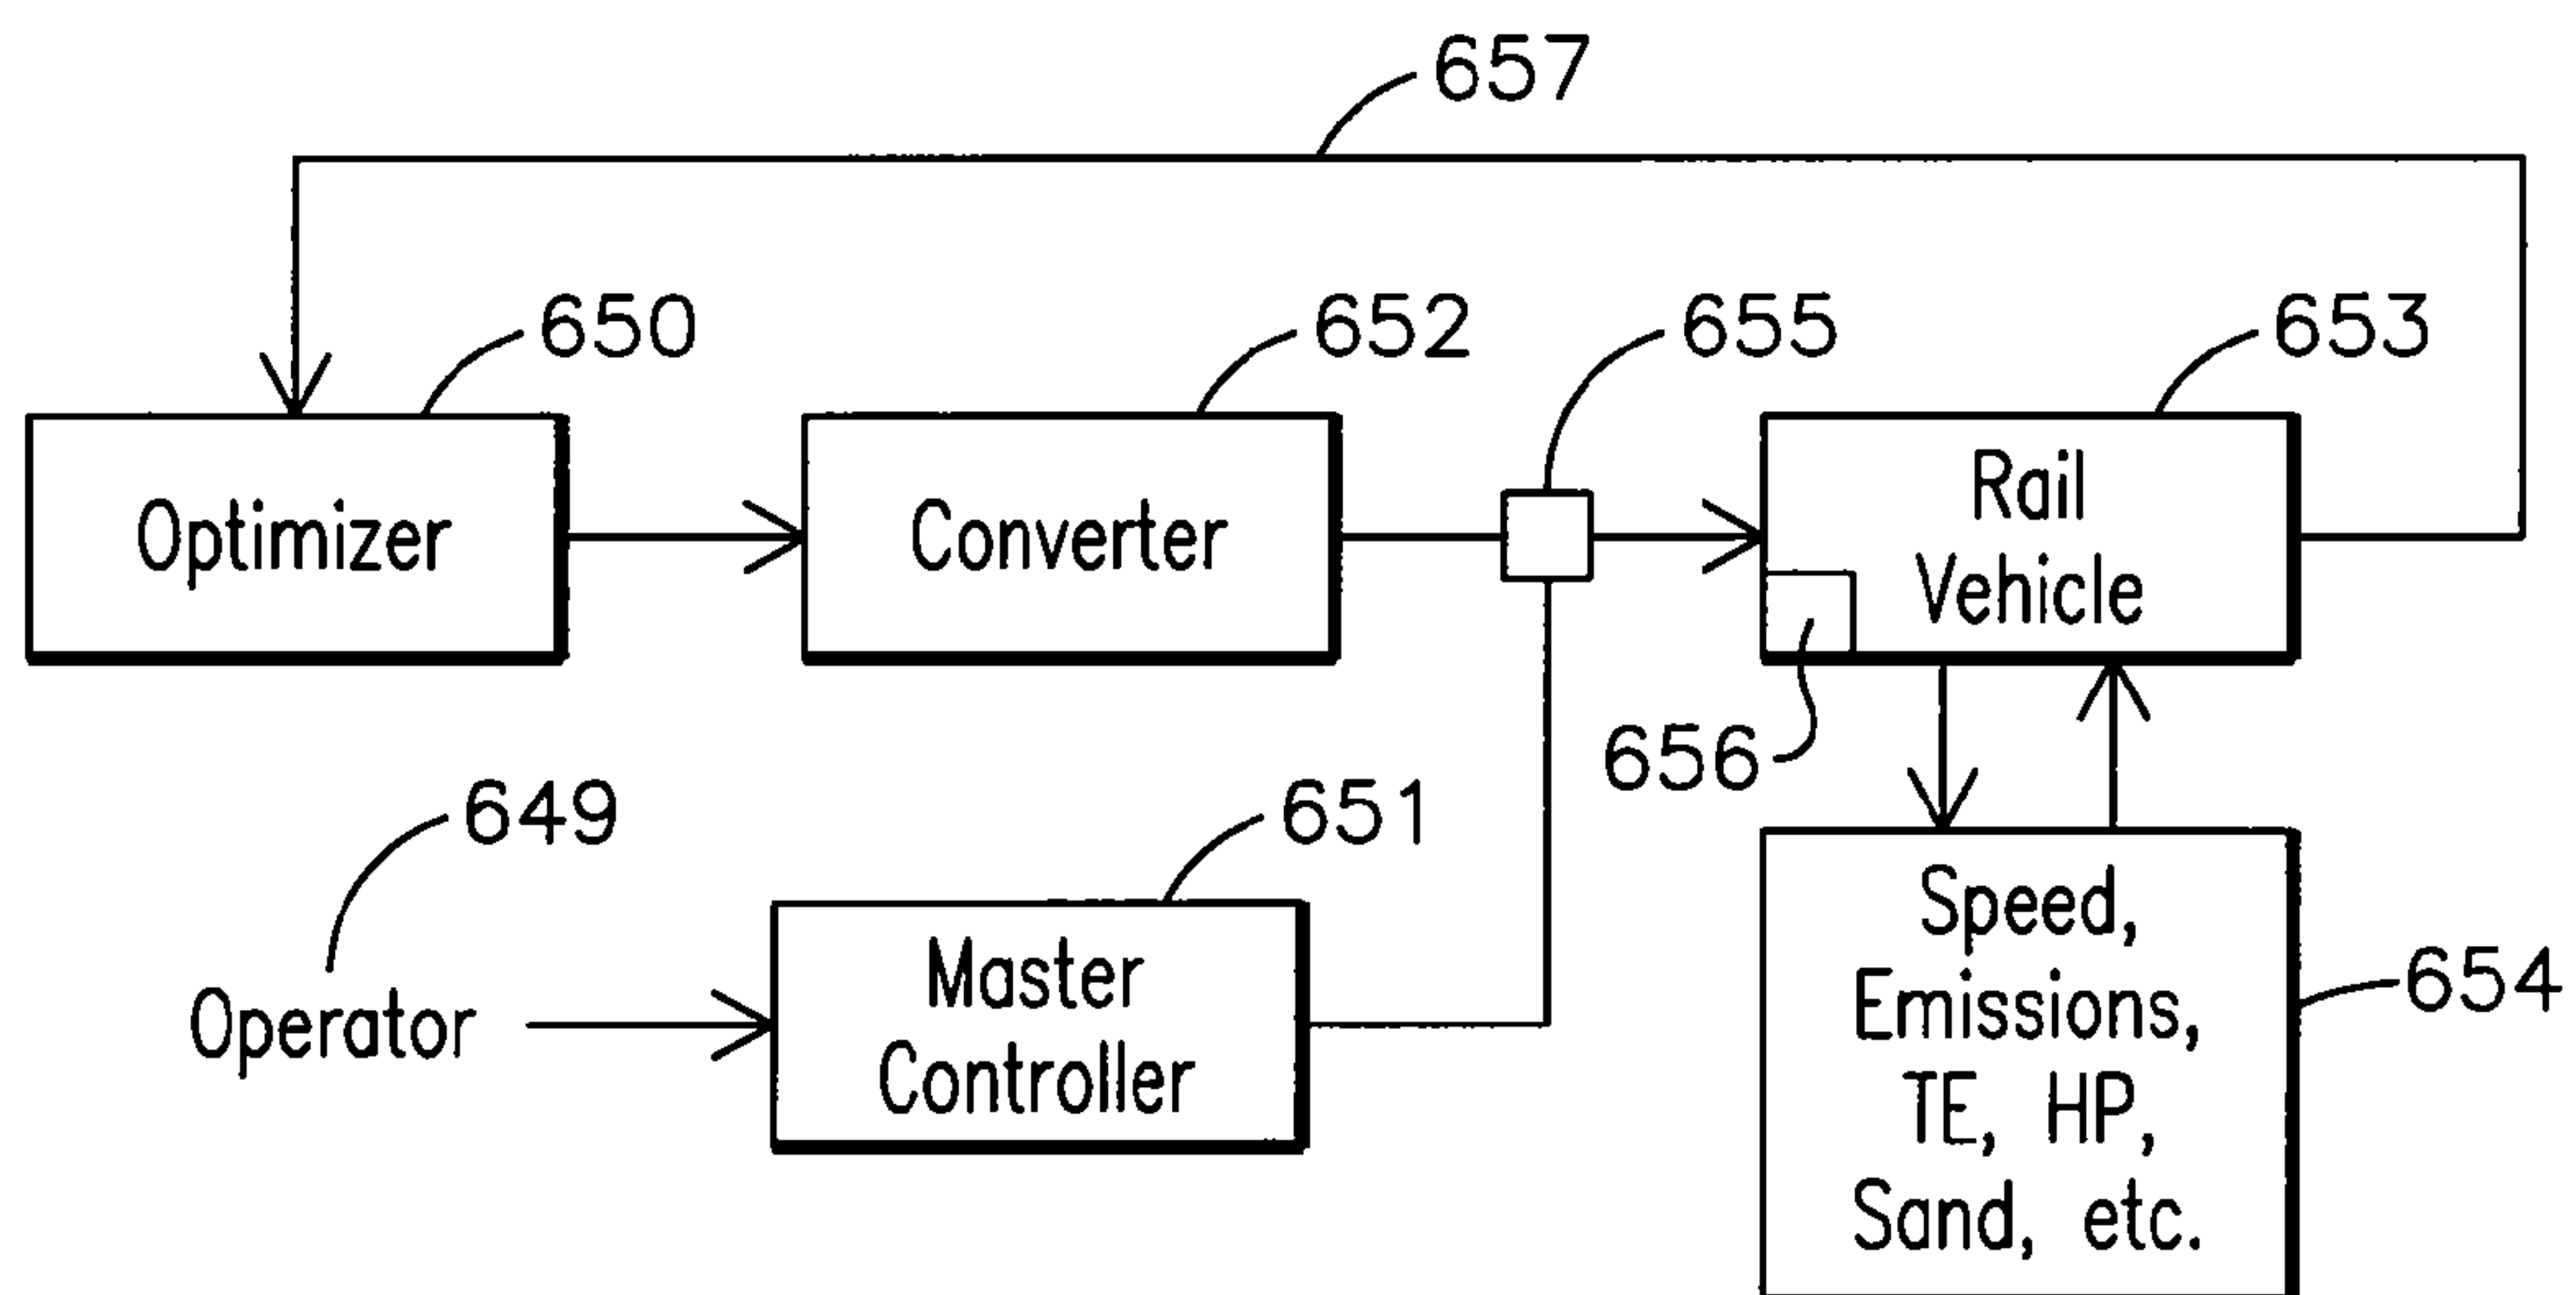 657
650
652
655
653
Optimizer
Converter
Rail
Vehicle
656
649
651
654
Operator
Master
Controller
Speed,
Emissions,
TE, HP,
Sand, etc.